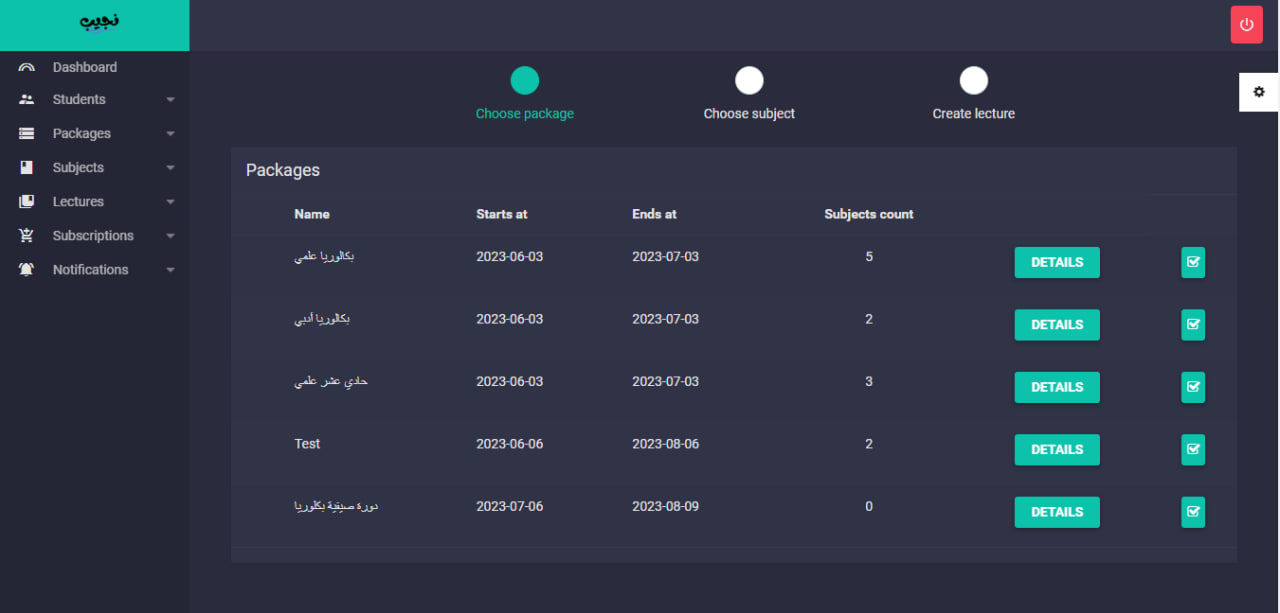 نجيب
Dashboard
Students
Packages
Subjects
Lectures
Subscriptions
Notifications
Choose package
Choose subject
Create lecture
Packages
Name Starts at Ends at Subjects count
بكالوريا علمي 2023-06-03 2023-07-03 5 DETAILS
بكالوريا أدبي 2023-06-03 2023-07-03 2 DETAILS
حادي عشر علمي 2023-06-03 2023-07-03 3 DETAILS
Test 2023-06-06 2023-08-06 2 DETAILS
دورة صيفية بكلوريا 2023-07-06 2023-08-09 0 DETAILS